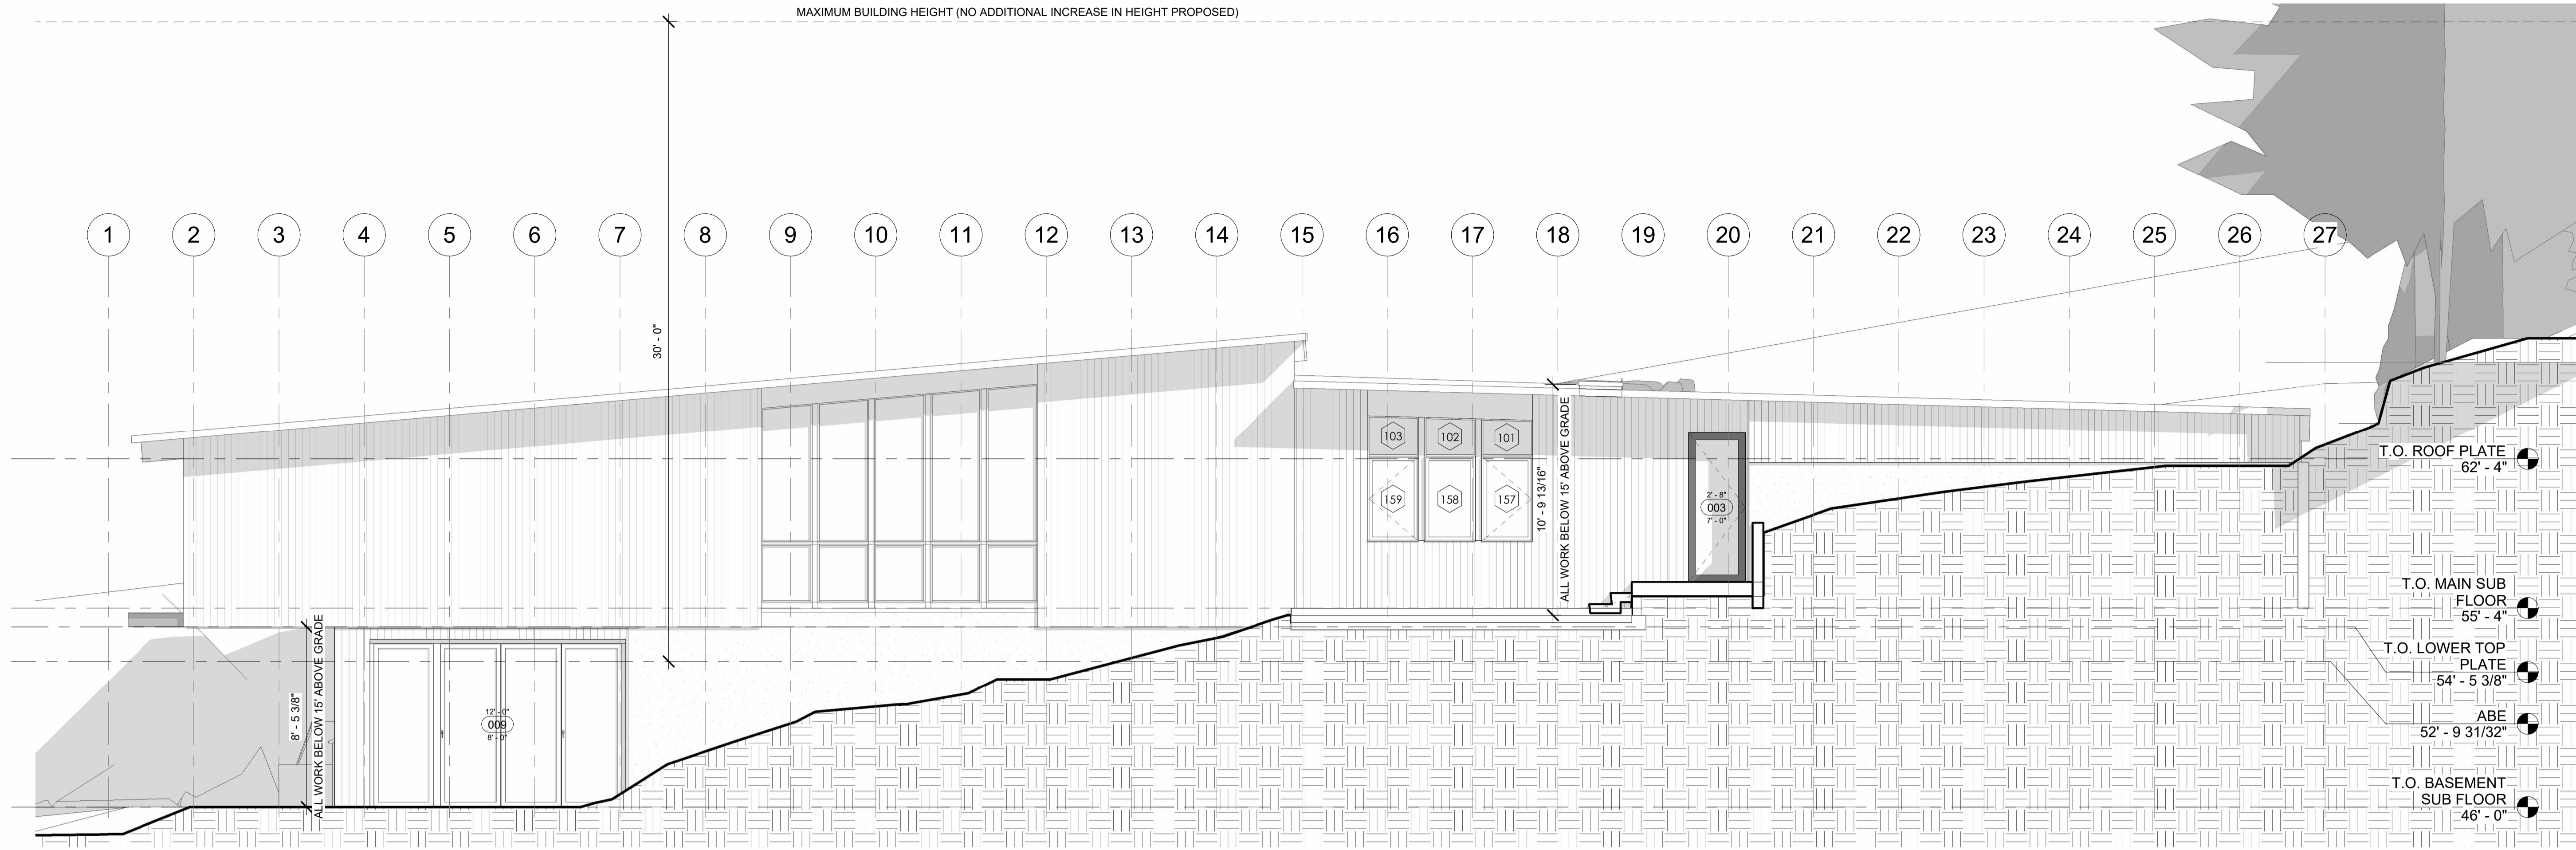 MAXIMUM BUILDING HEIGHT (NO ADDITIONAL INCREASE IN HEIGHT PROPOSED)
1 2 3 4 5 6 7 8 9 10 11 12 13 14 15 16 17 18 19 20 21 22 23 24 25 26 27
30' - 0"
103 102 101
159 158 157
10' - 9 13/16"
ALL WORK BELOW 15' ABOVE GRADE
2' - 8"
003
7' - 0"
8' - 5 3/8"
ALL WORK BELOW 15' ABOVE GRADE
12' - 0"
009
8' - 0"
T.O. ROOF PLATE
62' - 4"
T.O. MAIN SUB
FLOOR
55' - 4"
T.O. LOWER TOP
PLATE
54' - 5 3/8"
ABE
52' - 9 31/32"
T.O. BASEMENT
SUB FLOOR
46' - 0"